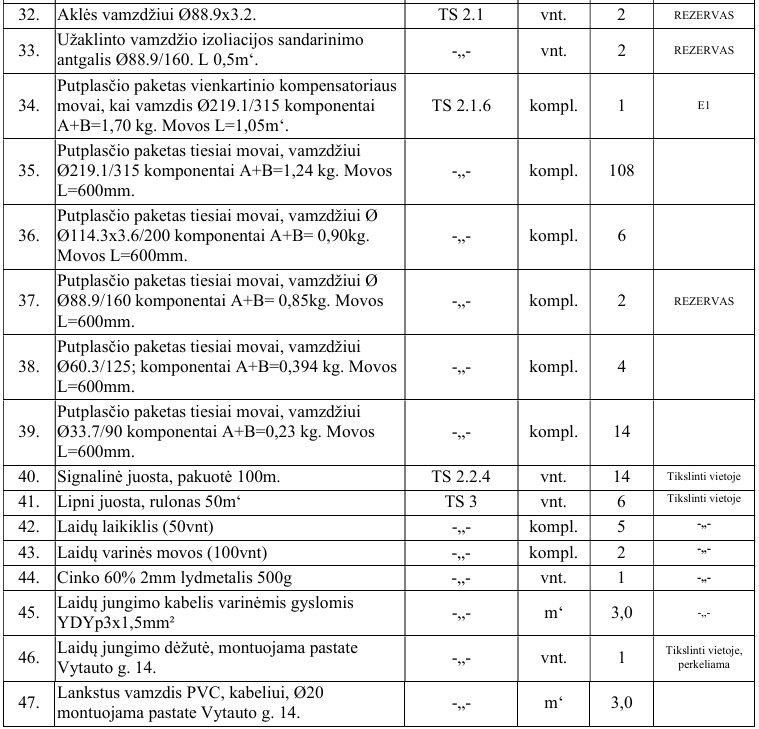 32. Aklės vamzdžiui Ø88.9x3.2. TS 2.1 vnt. 2 REZERVAS
33. Užaklinto vamzdžio izoliacijos sandarinimo
antgalis Ø88.9/160. L 0,5m‘. -„- vnt. 2 REZERVAS
34. Putplasčio paketas vienkartinio kompensatoriaus
movai, kai vamzdis Ø219.1/315 komponentai
A+B=1,70 kg. Movos L=1,05m‘. TS 2.1.6 kompl. 1 E1
35. Putplasčio paketas tiesiai movai, vamzdžiui
Ø219.1/315 komponentai A+B=1,24 kg. Movos
L=600mm. -„- kompl. 108
36. Putplasčio paketas tiesiai movai, vamzdžiui Ø
Ø114.3x3.6/200 komponentai A+B= 0,90kg.
Movos L=600mm. -„- kompl. 6
37. Putplasčio paketas tiesiai movai, vamzdžiui Ø
Ø88.9/160 komponentai A+B= 0,85kg. Movos
L=600mm. -„- kompl. 2 REZERVAS
38. Putplasčio paketas tiesiai movai, vamzdžiui
Ø60.3/125; komponentai A+B=0,394 kg. Movos
L=600mm. -„- kompl. 4
39. Putplasčio paketas tiesiai movai, vamzdžiui
Ø33.7/90 komponentai A+B=0,23 kg. Movos
L=600mm. -„- kompl. 14
40. Signalinė juosta, pakuotė 100m. TS 2.2.4 vnt. 14 Tikslinti vietoje
41. Lipni juosta, rulonas 50m‘ TS 3 vnt. 6 Tikslinti vietoje
42. Laidų laikiklis (50vnt) -„- kompl. 5 -„-
43. Laidų varinės movos (100vnt) -„- kompl. 2 -„-
44. Cinko 60% 2mm lydmetalis 500g -„- vnt. 1 -„-
45. Laidų jungimo kabelis varinėmis gyslomis
YDYp3x1,5mm² -„- m‘ 3,0 -„-
46. Laidų jungimo dėžutė, montuojama pastate
Vytauto g. 14. -„- vnt. 1 Tikslinti vietoje,
perkeliama
47. Lankstus vamzdis PVC, kabeliui, Ø20
montuojama pastate Vytauto g. 14. -„- m‘ 3,0